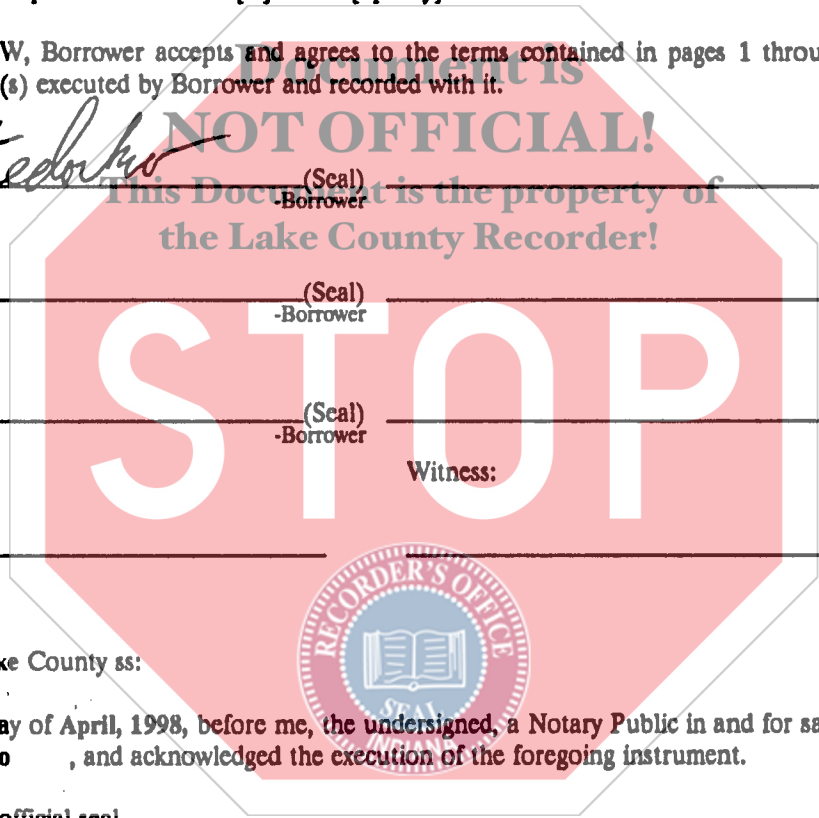 W, Borrower accepts and agrees to the terms contained in pages 1 throu
(s) executed by Borrower and recorded with it.
Document is
NOT OFFICIAL!
This Document is the property of
the Lake County Recorder!
(Seal)
-Borrower
(Seal)
-Borrower
(Seal)
-Borrower
STOP
Witness:
RECORDER'S OFFICE
SEAL
INDIANA
ke County ss:
ay of April, 1998, before me, the undersigned, a Notary Public in and for sa
o , and acknowledged the execution of the foregoing instrument.
official seal